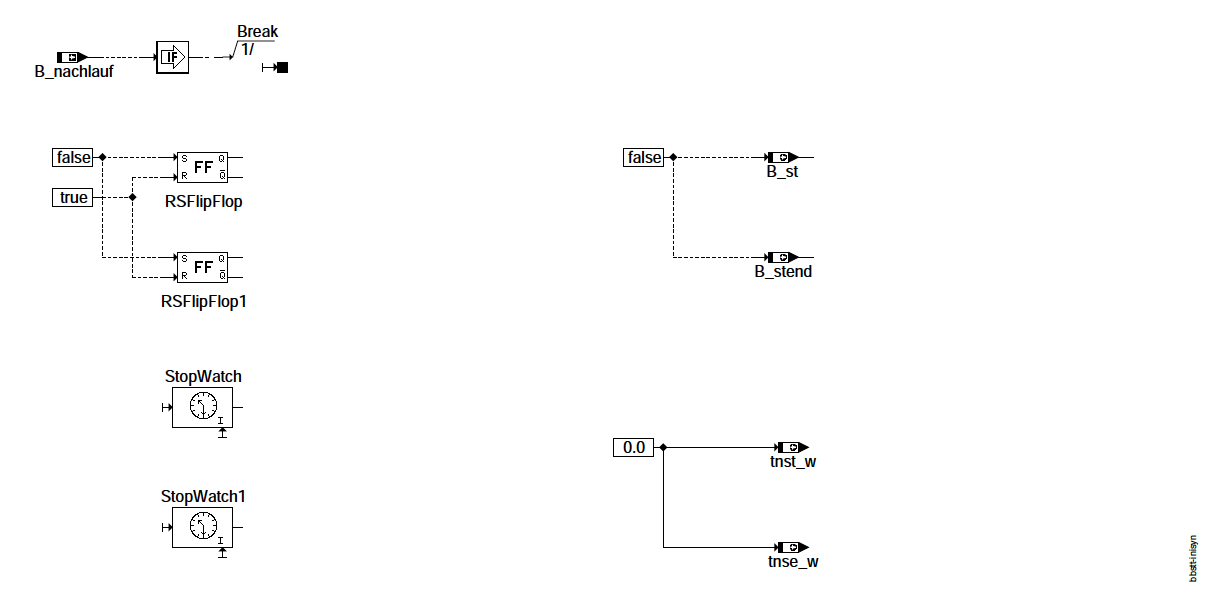 Break
1/
IF
B_nachlauf
false
S Q
FF
R Q
true
RSFlipFlop
S Q
FF
R Q
RSFlipFlop1
false
B_st
B_stend
StopWatch
I
0.0
tnst_w
StopWatch1
I
tnse_w
bbstt-inisyn